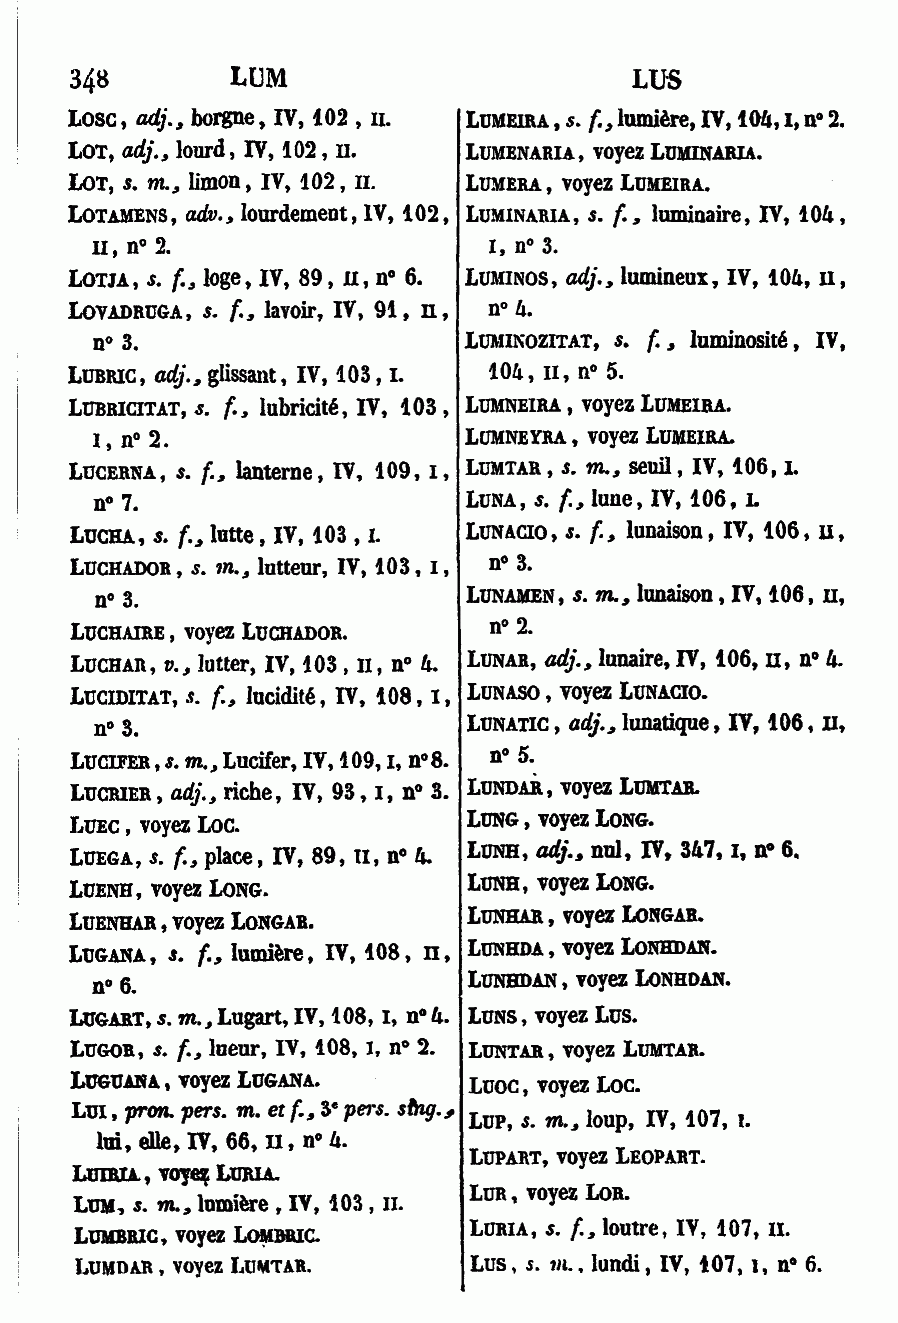 348 LUM LUS
Losc, adj., borgne, IV, 102, II.
Lot, adj., lourd, IV, 102, II.
Lot, s. m., limon, IV, 102, II.
Lotamens, adv., lourdement, IV, 102,
II, n° 2.
Lotja, s. f., loge, IV, 89, II, n° 6.
Lovadruga, s. f., lavoir, IV, 91, II,
n° 3.
Lubric, adj., glissant, IV, 103, I.
Lubricitat, s. f., lubricité, IV, 103,
I, n° 2.
Lucerna, s. f., lanterne, IV, 109, I,
n° 7.
Lucha, s. f., lutte, IV, 103, I.
Luchador, s. m., lutteur, IV, 103, I,
n° 3.
Luchaire, voyez Luchador.
Luchar, v., lutter, IV, 103, II, n° 4.
Luciditat, s. f., lucidité, IV, 108, I,
n° 3.
Lucifer, s. m., Lucifer, IV, 109, I, n° 8.
Lucrier, adj., riche, IV, 93, I, n° 3.
Luec, voyez Loc.
Luega, s. f., place, IV, 89, II, n° 4.
Luenh, voyez Long.
Luenhar, voyez Longar.
Lugana, s. f., lumière, IV, 108, II,
n° 6.
Lugart, s. m., Lugart, IV, 108, I, n° 4.
Lugor, s. f., lueur, IV, 108, I, n° 2.
Luguana, voyez Lugana.
Lui, pron. pers. m. et f., 3e pers. sing.,
lui, elle, IV, 66, II, n° 4.
Luiria, voyez Luria.
Lum, s. m., lumière, IV, 103, II.
Lumbric, voyez Lombric.
Lumdar, voyez Lumtar.
Lumeira, s. f., lumière, IV, 104, I, n° 2.
Lumenaria, voyez Luminaria.
Lumera, voyez Lumeira.
Luminaria, s. f., luminaire, IV, 104,
I, n° 3.
Luminos, adj., lumineux, IV, 104, II,
n° 4.
Luminozitat, s. f., luminosité, IV,
104, II, n° 5.
Lumneira, voyez Lumeira.
Lumneyra, voyez Lumeira.
Lumtar, s. m., seuil, IV, 106, I.
Luna, s. f., lune, IV, 106, I.
Lunacio, s. f., lunaison, IV, 106, II,
n° 3.
Lunamen, s. m., lunaison, IV, 106, II,
n° 2.
Lunar, adj., lunaire, IV, 106, II, n° 4.
Lunaso, voyez Lunacio.
Lunatic, adj., lunatique, IV, 106, II,
n° 5.
Lundar, voyez Lumtar.
Lung, voyez Long.
Lunh, adj., nul, IV, 347, I, n° 6.
Lunh, voyez Long.
Lunhar, voyez Longar.
Lunhda, voyez Lonhdan.
Lunhdan, voyez Lonhdan.
Luns, voyez Lus.
Luntar, voyez Lumtar.
Luoc, voyez Loc.
Lup, s. m., loup, IV, 107, I.
Lupart, voyez Leopart.
Lur, voyez Lor.
Luria, s. f., loutre, IV, 107, II.
Lus, s. m., lundi, IV, 107, I, n° 6.